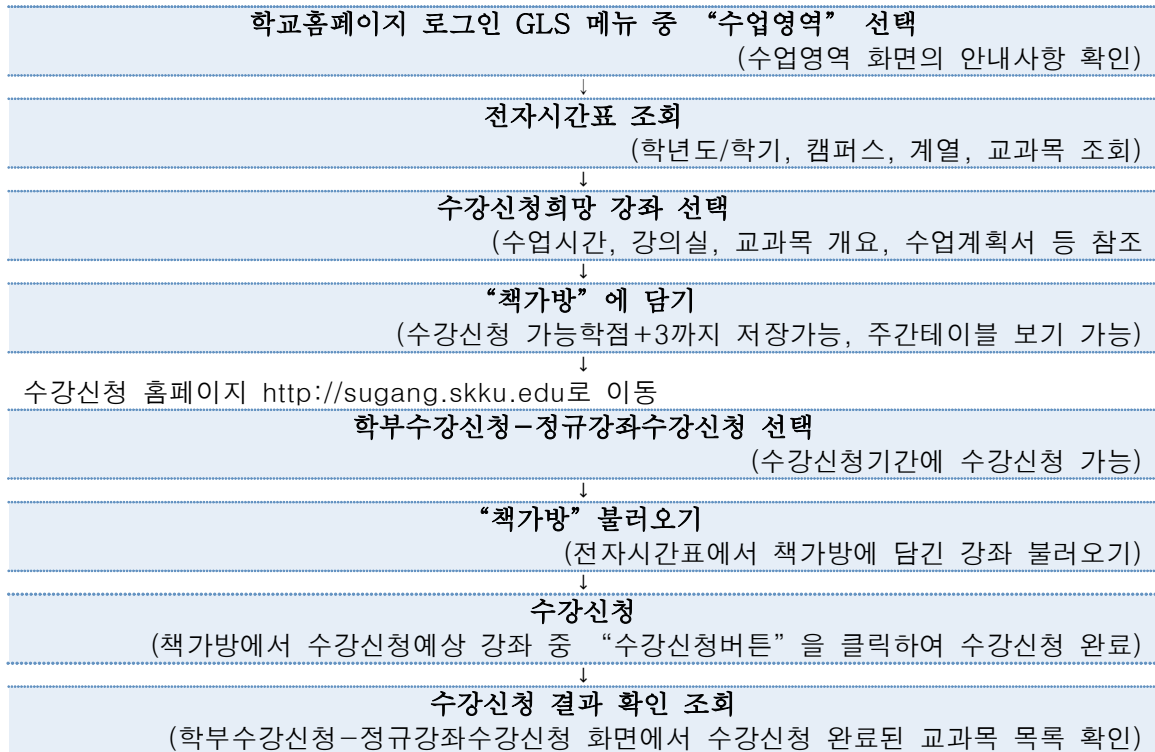 학교홈페이지 로그인 GLS 메뉴 중 “수업영역” 선택
(수업영역 화면의 안내사항 확인)
↓
전자시간표 조회
(학년도/학기, 캠퍼스, 계열, 교과목 조회)
↓
수강신청희망 강좌 선택
(수업시간, 강의실, 교과목 개요, 수업계획서 등 참조
↓
“책가방”에 담기
(수강신청 가능학점+3까지 저장가능, 주간테이블 보기 가능)
↓
수강신청 홈페이지 http://sugang.skku.edu로 이동
학부수강신청-정규강좌수강신청 선택
(수강신청기간에 수강신청 가능)
↓
“책가방” 불러오기
(전자시간표에서 책가방에 담긴 강좌 불러오기)
↓
수강신청
(책가방에서 수강신청예상 강좌 중 “수강신청버튼”을 클릭하여 수강신청 완료)
↓
수강신청 결과 확인 조회
(학부수강신청-정규강좌수강신청 화면에서 수강신청 완료된 교과목 목록 확인)